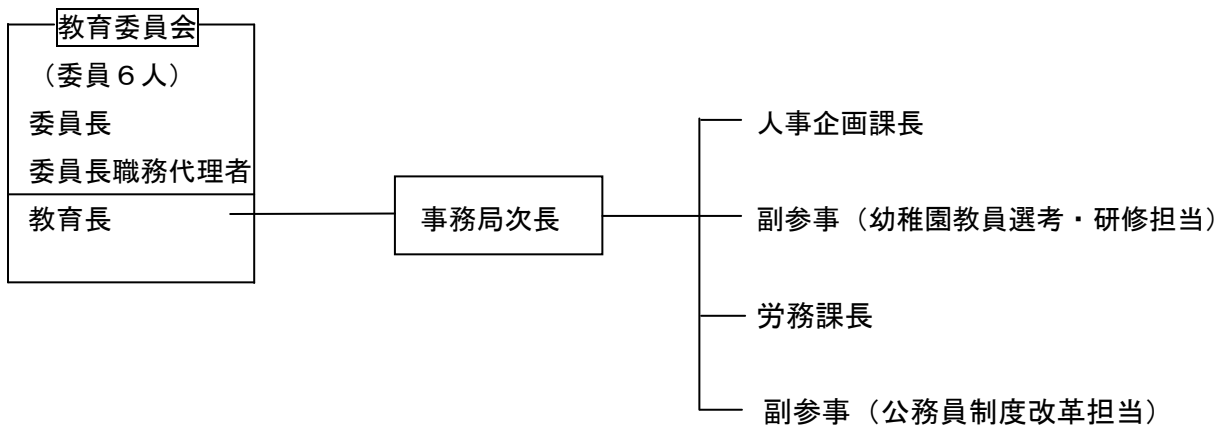 教育委員会
（委員６人）
委員長
委員長職務代理者
教育長
事務局次長
人事企画課長
副参事（幼稚園教員選考・研修担当）
労務課長
副参事（公務員制度改革担当）